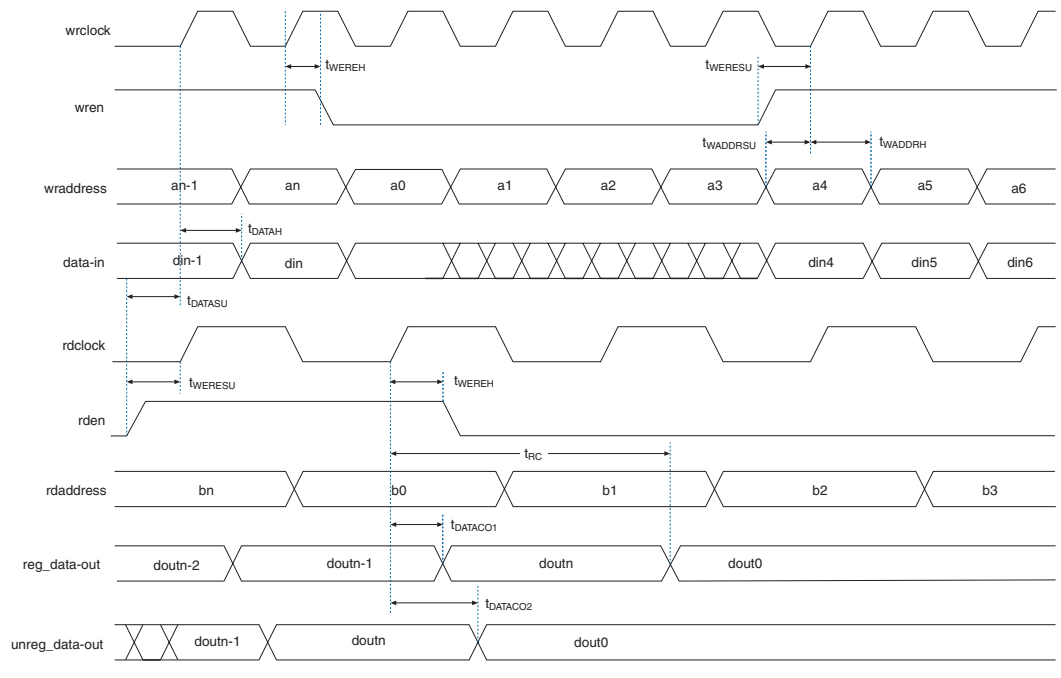 wrclock
tWEREH
tWERESU
wren
tWADDRSU
tWADDRH
wraddress an-1 an a0 a1 a2 a3 a4 a5 a6
tDATAH
data-in din-1 din din4 din5 din6
tDATASU
rdclock
tWERESU
tWEREH
rden
tRC
rdaddress bn b0 b1 b2 b3
tDATACO1
reg_data-out doutn-2 doutn-1 doutn dout0
tDATACO2
unreg_data-out doutn-1 doutn dout0